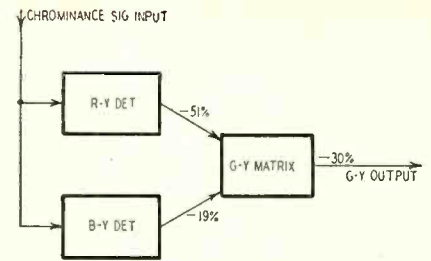 CHROMINANCE SIG INPUT
R-Y DET
-51%
G-Y MATRIX
-30%
G-Y OUTPUT
B-Y DET
-19%